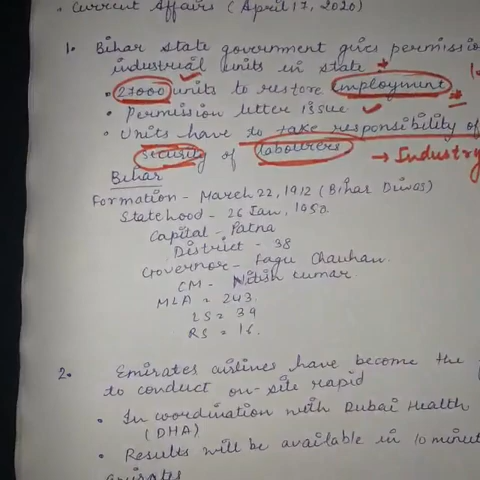 • Current Affairs (April 17, 2020)
1. Bihar state government gives permissio
industrial units in state
• 27000 units to restore employment
• Permission letter issue
• Units have to take responsibility of
security of labourers → Industry
Bihar
Formation - March 22, 1912 (Bihar Diwas)
Statehood - 26 Jan, 1950.
Capital - Patna
District - 38
Governor - Fagu Chauhan.
CM - Nitish Kumar.
MLA = 243.
LS = 39
RS = 16.
2. Emirates airlines have become the
to conduct on-site rapid
• In coordination with Dubai Health
(DHA)
• Results will be available in 10 minut